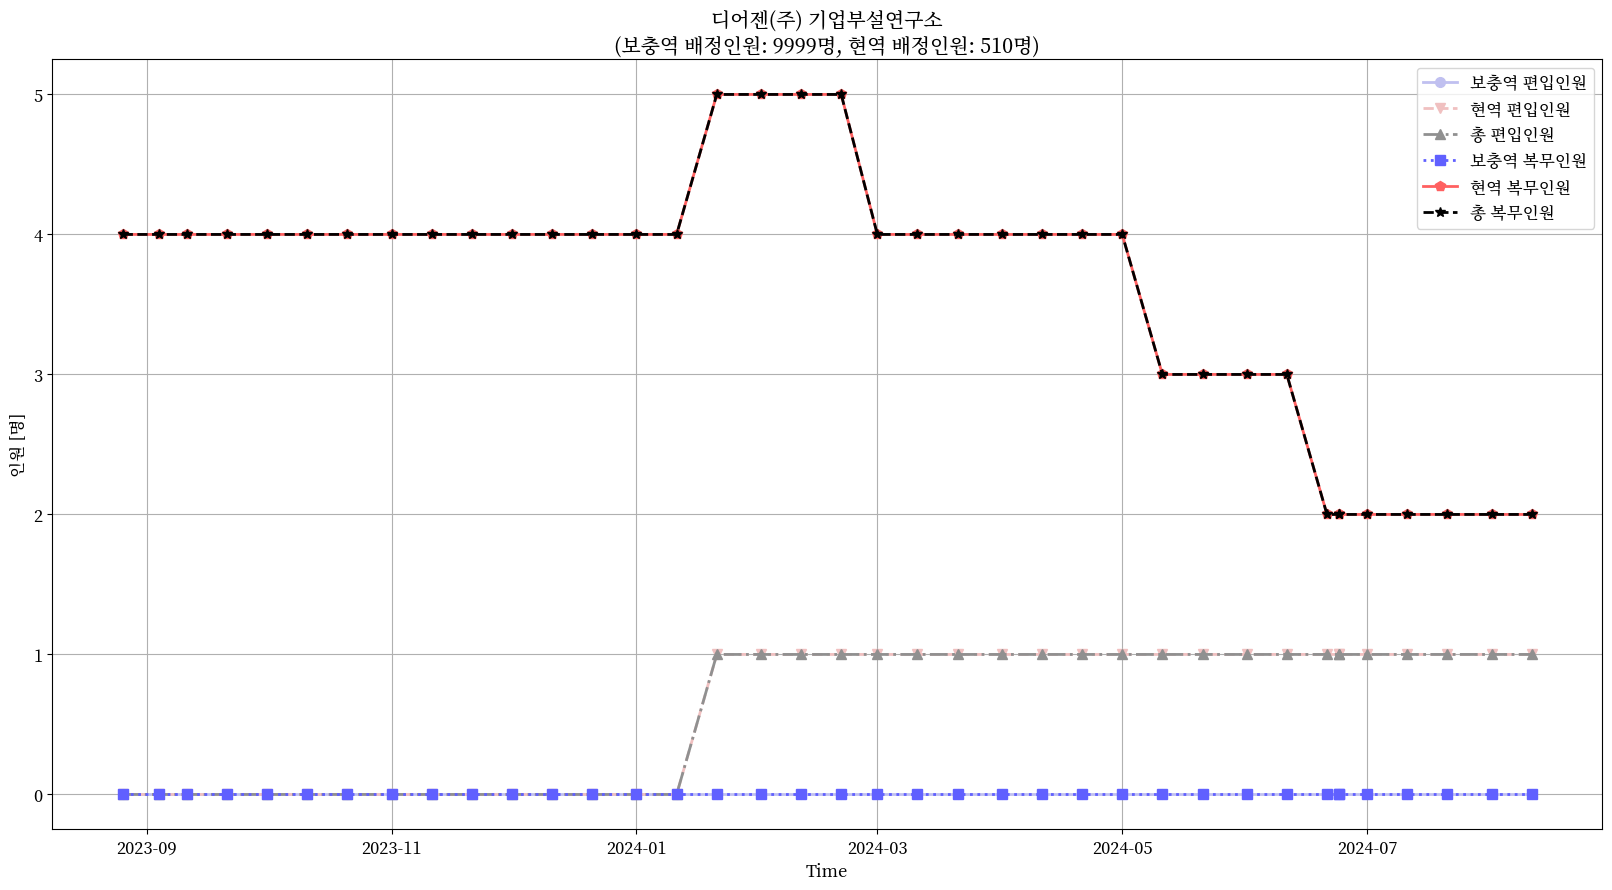 디어젠(주) 기업부설연구소
(보충역 배정인원: 9999명, 현역 배정인원: 510명)
보충역 편입인원
현역 편입인원
총 편입인원
보충역 복무인원
현역 복무인원
총 복무인원
인원 [명]
5
4
3
2
1
0
2023-09
2023-11
2024-01
2024-03
2024-05
2024-07
Time